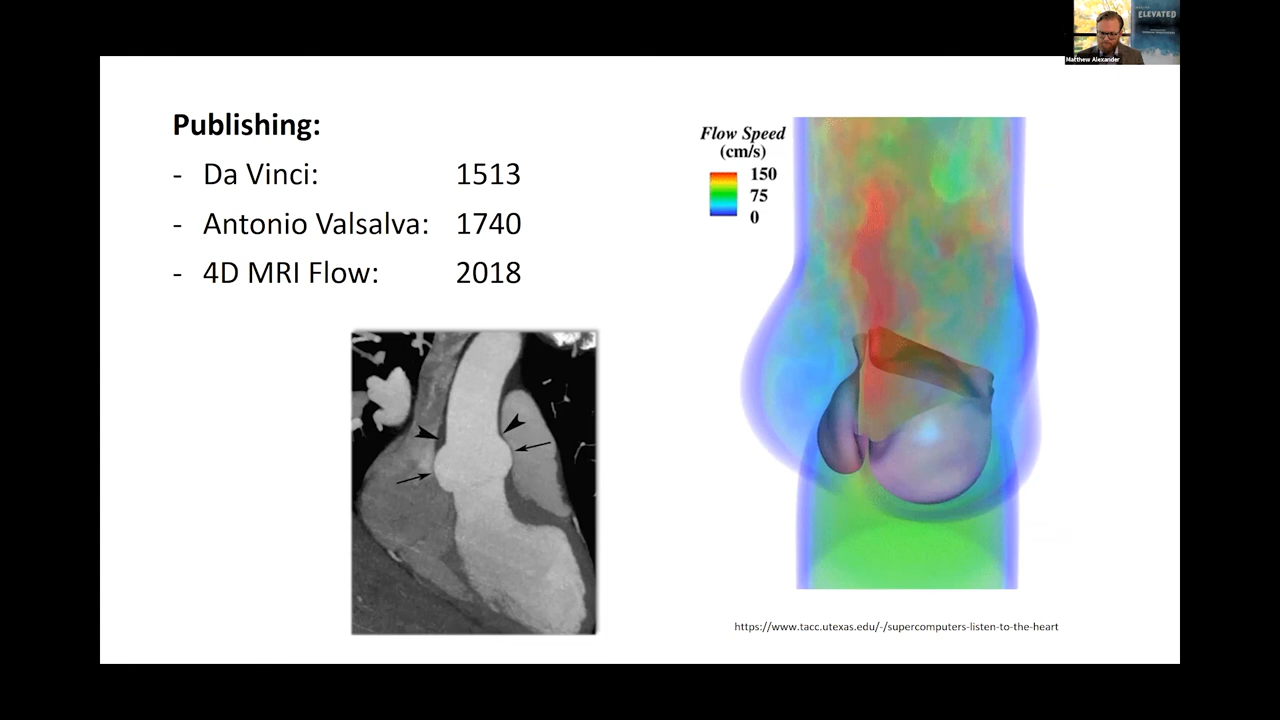 ELEVATED
Matthew Alexander
Publishing:
- Da Vinci: 1513
- Antonio Valsalva: 1740
- 4D MRI Flow: 2018
Flow Speed
(cm/s)
150
75
0
https://www.tacc.utexas.edu/-/supercomputers-listen-to-the-heart